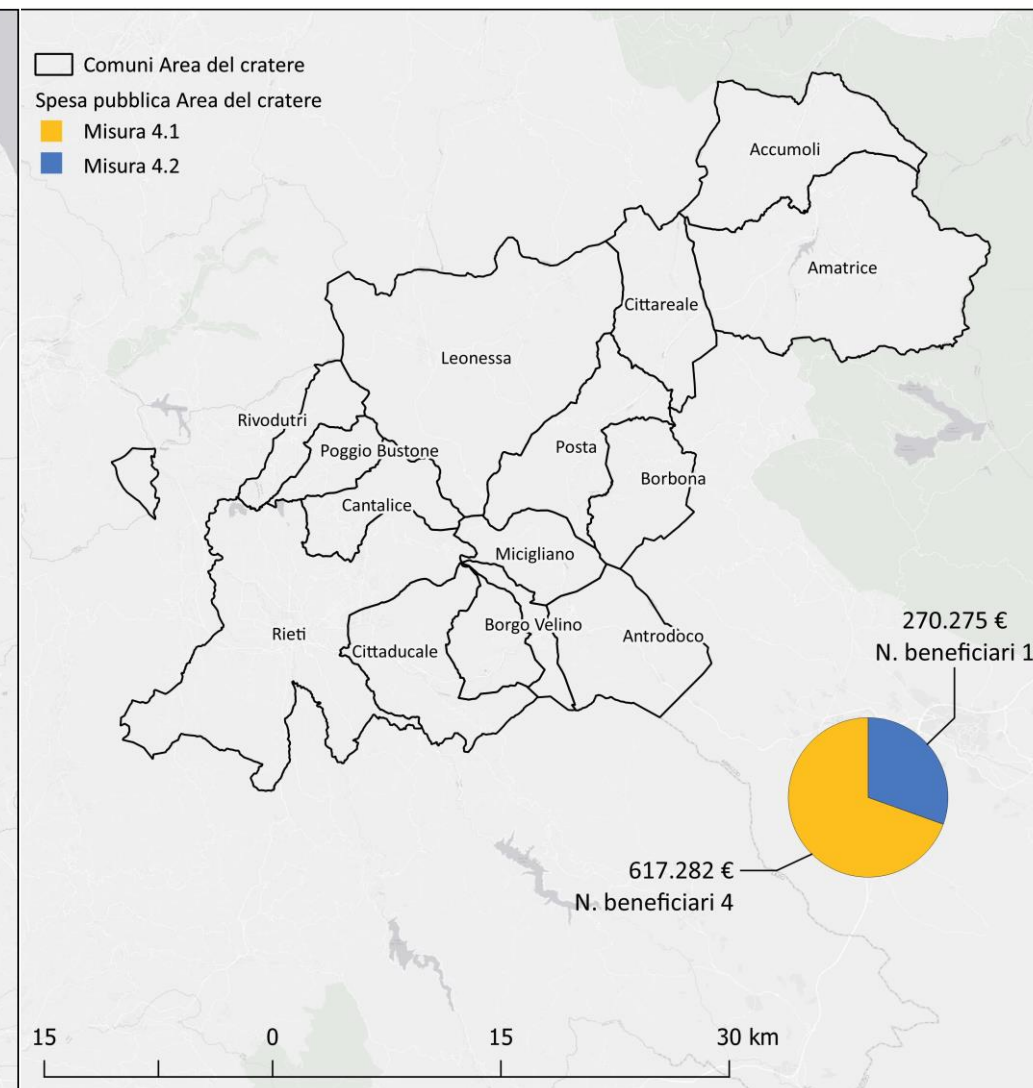 Comuni Area del cratere
Spesa pubblica Area del cratere
Misura 4.1
Misura 4.2
Accumoli
Amatrice
Cittareale
Leonessa
Rivodutri
Poggio Bustone
Posta
Borbona
Cantalice
Micigliano
Rieti
Cittaducale
Borgo Velino
Antrodoco
270.275 €
N. beneficiari 1
617.282 €
N. beneficiari 4
15 0 15 30 km